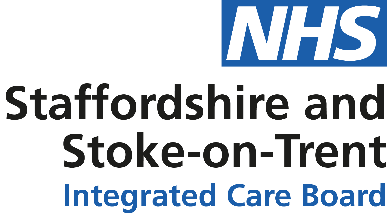 NHS
Staffordshire and
Stoke-on-Trent
Integrated Care Board